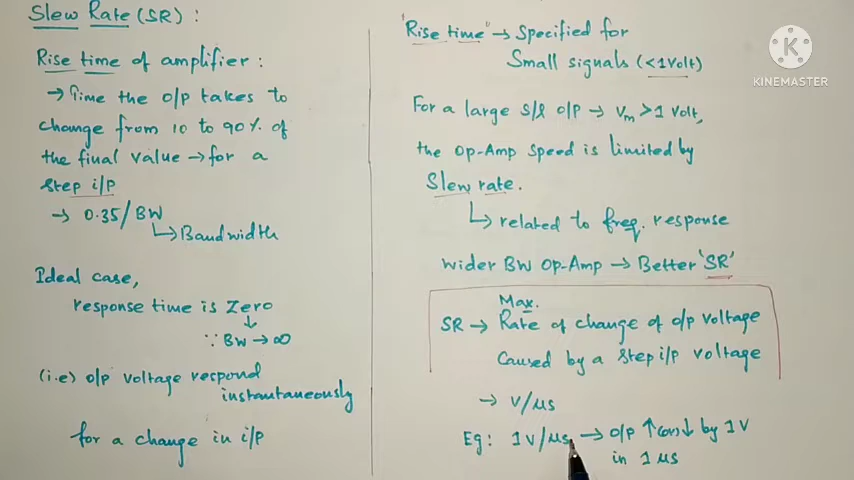 Slew Rate (SR) :
Rise time of amplifier :
→ Time the o/p takes to
change from 10 to 90% of
the final value → for a
step i/p
→ 0.35/BW
↳ Bandwidth
Ideal case,
response time is Zero
↓
∵ BW → ∞
(i.e) o/p voltage respond
instantaneously
for a change in i/p
"Rise time" → Specified for
Small signals (<1Volt)
For a large s/l o/p → Vm > 1 Volt,
the Op-Amp speed is limited by
Slew rate.
↳ related to freq. response
wider BW Op-Amp → Better 'SR'
Max.
SR → Rate of change of o/p voltage
Caused by a step i/p voltage
→ V/μs
Eg: 1V/μs → o/p ↑ (or) ↓ by 1V
in 1 μs
K
KINEMASTER